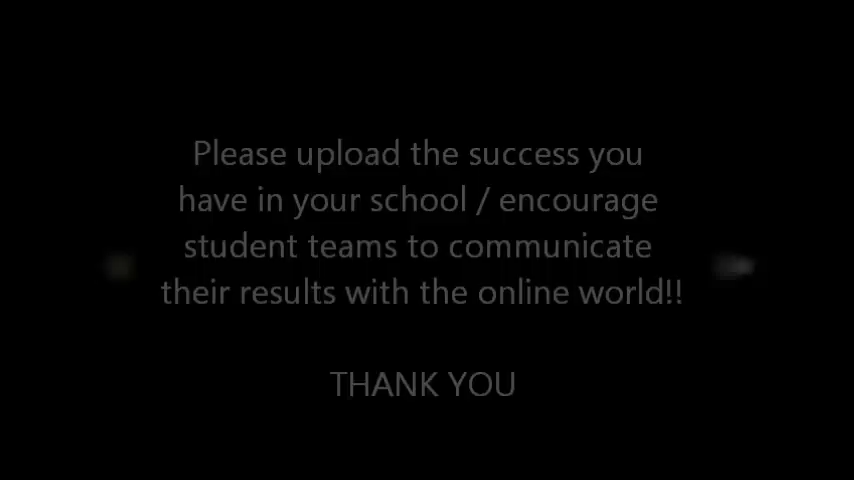 Please upload the success you
have in your school / encourage
student teams to communicate
their results with the online world!!
THANK YOU